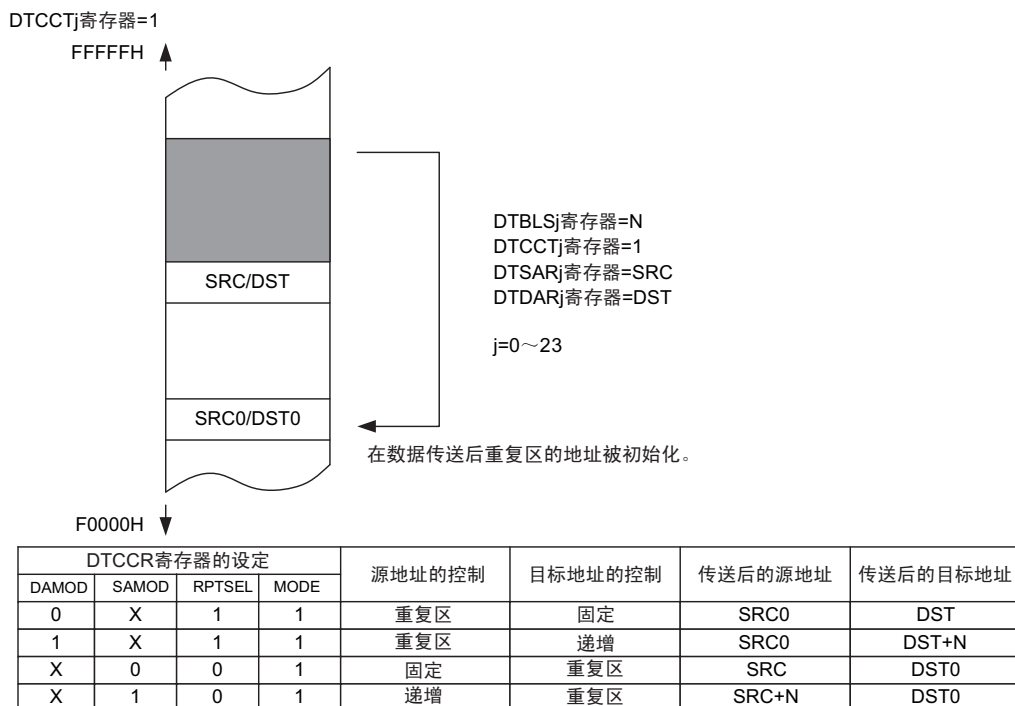 DTCCTj寄存器=1
FFFFFH
SRC/DST
SRC0/DST0
DTBLSj寄存器=N
DTCCTj寄存器=1
DTSARj寄存器=SRC
DTDARj寄存器=DST
j=0～23
在数据传送后重复区的地址被初始化。
F0000H
DTCCR寄存器的设定 源地址的控制 目标地址的控制 传送后的源地址 传送后的目标地址
DAMOD SAMOD RPTSEL MODE
0 X 1 1 重复区 固定 SRC0 DST
1 X 1 1 重复区 递增 SRC0 DST+N
X 0 0 1 固定 重复区 SRC DST0
X 1 0 1 递增 重复区 SRC+N DST0